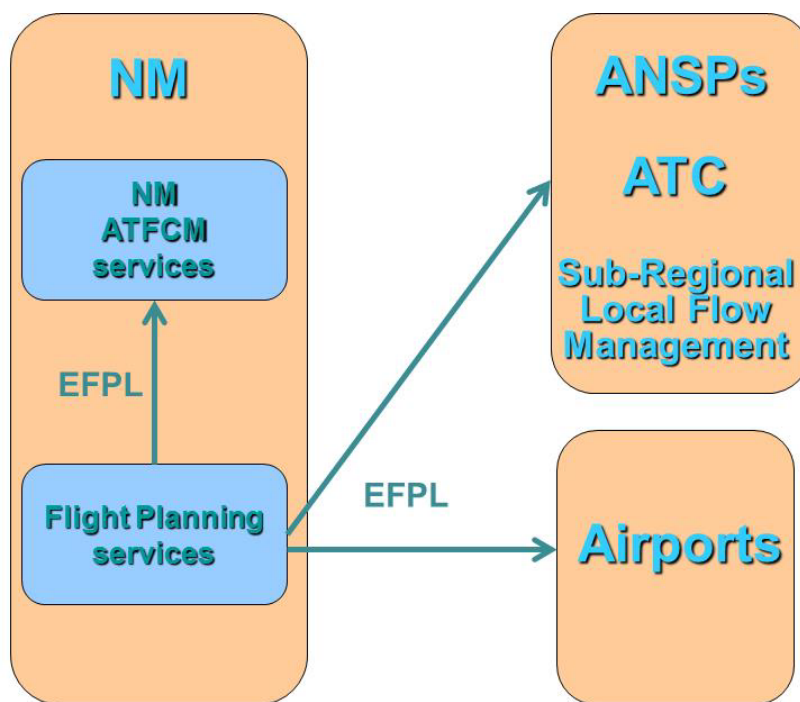 NM
NM
ATFCM
services
EFPL
Flight Planning
services
ANSPs
ATC
Sub-Regional
Local Flow
Management
EFPL
Airports